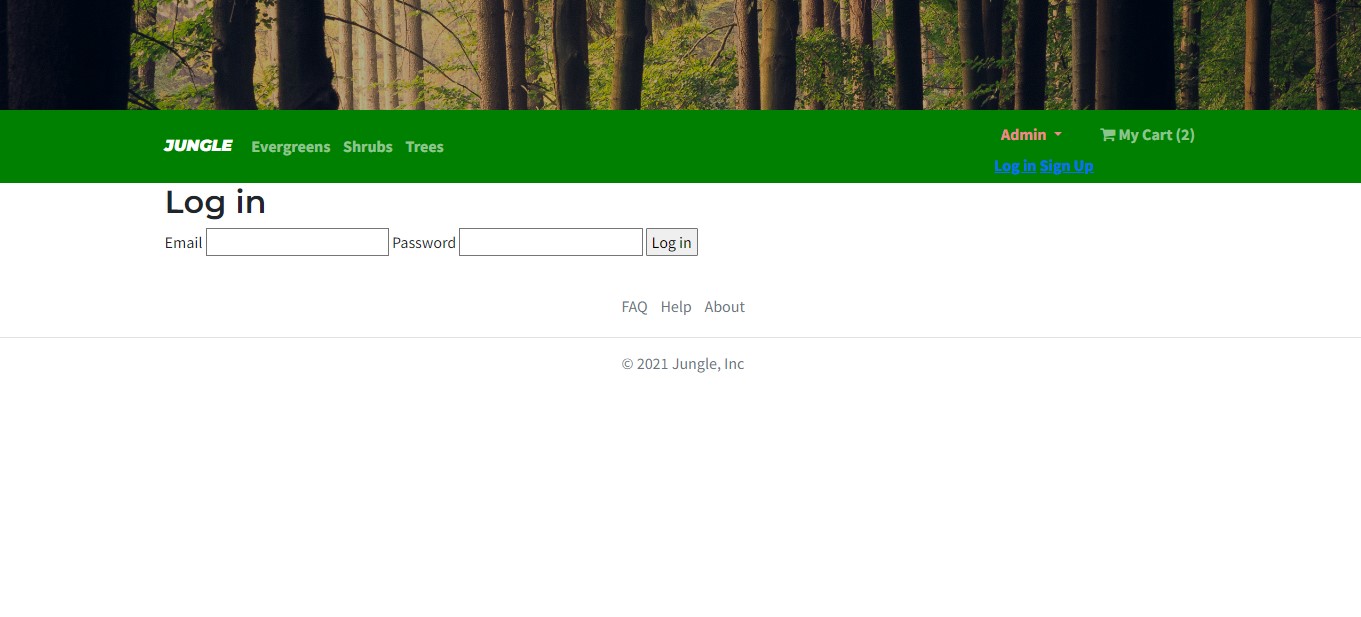 JUNGLE Evergreens Shrubs Trees
Admin My Cart (2)
Log in Sign Up
Log in
Email Password Log in
FAQ Help About
© 2021 Jungle, Inc